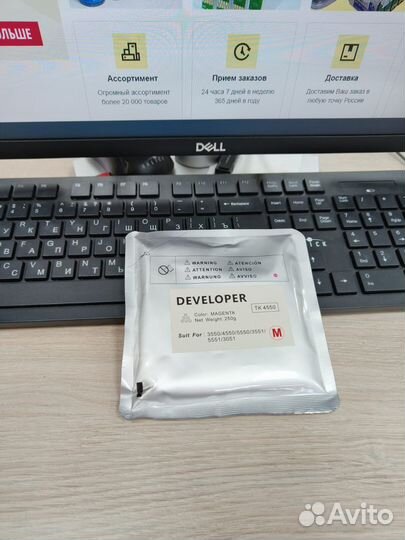 ОЛЬШЕ
Ассортимент
Огромный ассортимент
более 20 000 товаров
Прием заказов
24 часа 7 дней в неделю
365 дней в году
Доставка
Доставим Ваш заказ в
любую точку России
DELL
WARNING
ATENCIÓN
ATTENTION
AVISO
WARNUNG
AVVISO
DEVELOPER
TK 4550
Color: MAGENTA
Net Weight: 250g
Suit For : 3550/4550/5550/3551/
5551/3051
M
Avito